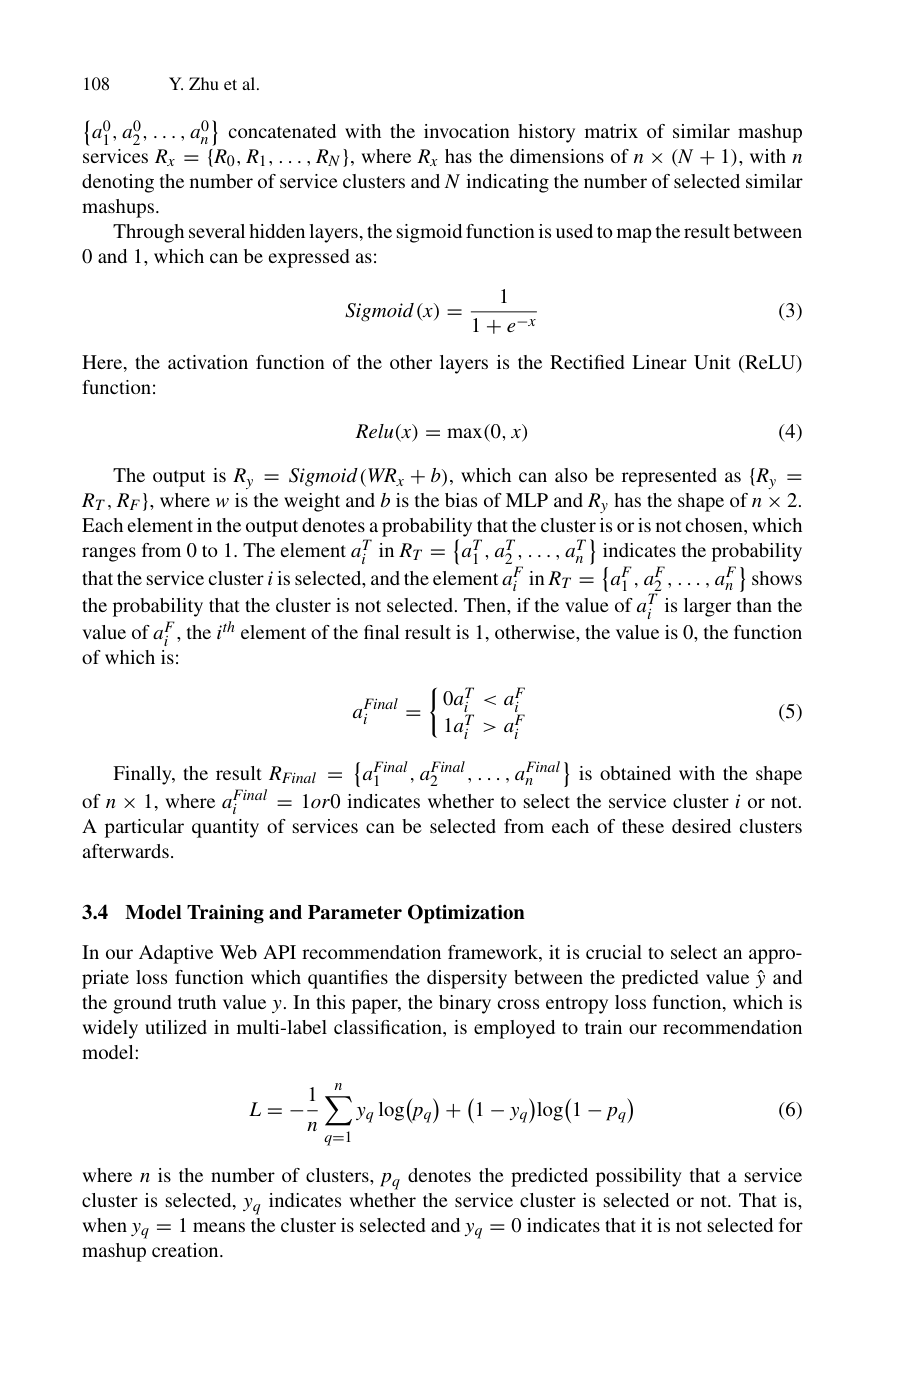 108 Y. Zhu et al.
{a_1^0, a_2^0, . . . , a_n^0} concatenated with the invocation history matrix of similar mashup
services R_x = {R_0, R_1, . . . , R_N}, where R_x has the dimensions of n × (N + 1), with n
denoting the number of service clusters and N indicating the number of selected similar
mashups.
Through several hidden layers, the sigmoid function is used to map the result between
0 and 1, which can be expressed as:
Sigmoid(x) = 1 / (1 + e^{−x}) (3)
Here, the activation function of the other layers is the Rectified Linear Unit (ReLU)
function:
Relu(x) = max(0, x) (4)
The output is R_y = Sigmoid(WR_x + b), which can also be represented as {R_y =
R_T, R_F}, where w is the weight and b is the bias of MLP and R_y has the shape of n × 2.
Each element in the output denotes a probability that the cluster is or is not chosen, which
ranges from 0 to 1. The element a_i^T in R_T = {a_1^T, a_2^T, . . . , a_n^T} indicates the probability
that the service cluster i is selected, and the element a_i^F in R_T = {a_1^F, a_2^F, . . . , a_n^F} shows
the probability that the cluster is not selected. Then, if the value of a_i^T is larger than the
value of a_i^F, the i^{th} element of the final result is 1, otherwise, the value is 0, the function
of which is:
a_i^{Final} = { 0a_i^T < a_i^F
1a_i^T > a_i^F (5)
Finally, the result R_{Final} = {a_1^{Final}, a_2^{Final}, . . . , a_n^{Final}} is obtained with the shape
of n × 1, where a_i^{Final} = 1or0 indicates whether to select the service cluster i or not.
A particular quantity of services can be selected from each of these desired clusters
afterwards.
3.4 Model Training and Parameter Optimization
In our Adaptive Web API recommendation framework, it is crucial to select an appro-
priate loss function which quantifies the dispersity between the predicted value ŷ and
the ground truth value y. In this paper, the binary cross entropy loss function, which is
widely utilized in multi-label classification, is employed to train our recommendation
model:
L = −1/n ∑_{q=1}^{n} y_q log(p_q) + (1 − y_q)log(1 − p_q) (6)
where n is the number of clusters, p_q denotes the predicted possibility that a service
cluster is selected, y_q indicates whether the service cluster is selected or not. That is,
when y_q = 1 means the cluster is selected and y_q = 0 indicates that it is not selected for
mashup creation.